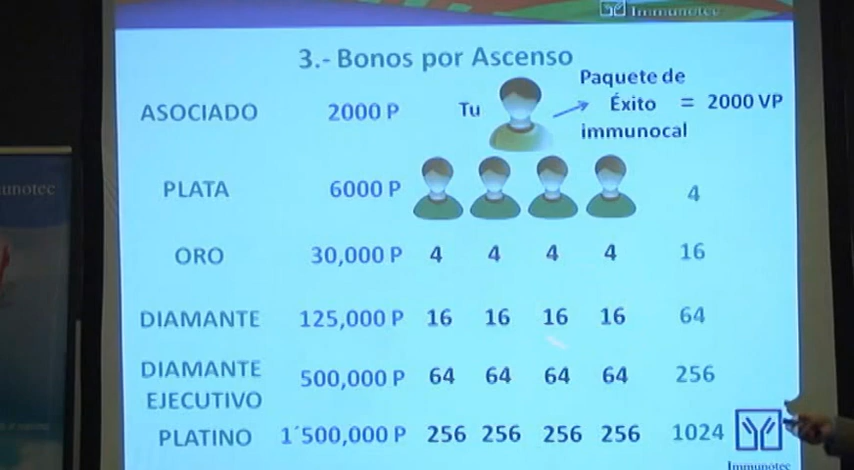 Immunotec
3.- Bonos por Ascenso
ASOCIADO 2000 P Tu Paquete de Éxito immunocal = 2000 VP
PLATA 6000 P 4
ORO 30,000 P 4 4 4 4 16
DIAMANTE 125,000 P 16 16 16 16 64
DIAMANTE EJECUTIVO 500,000 P 64 64 64 64 256
PLATINO 1´500,000 P 256 256 256 256 1024
Immunotec
unotec